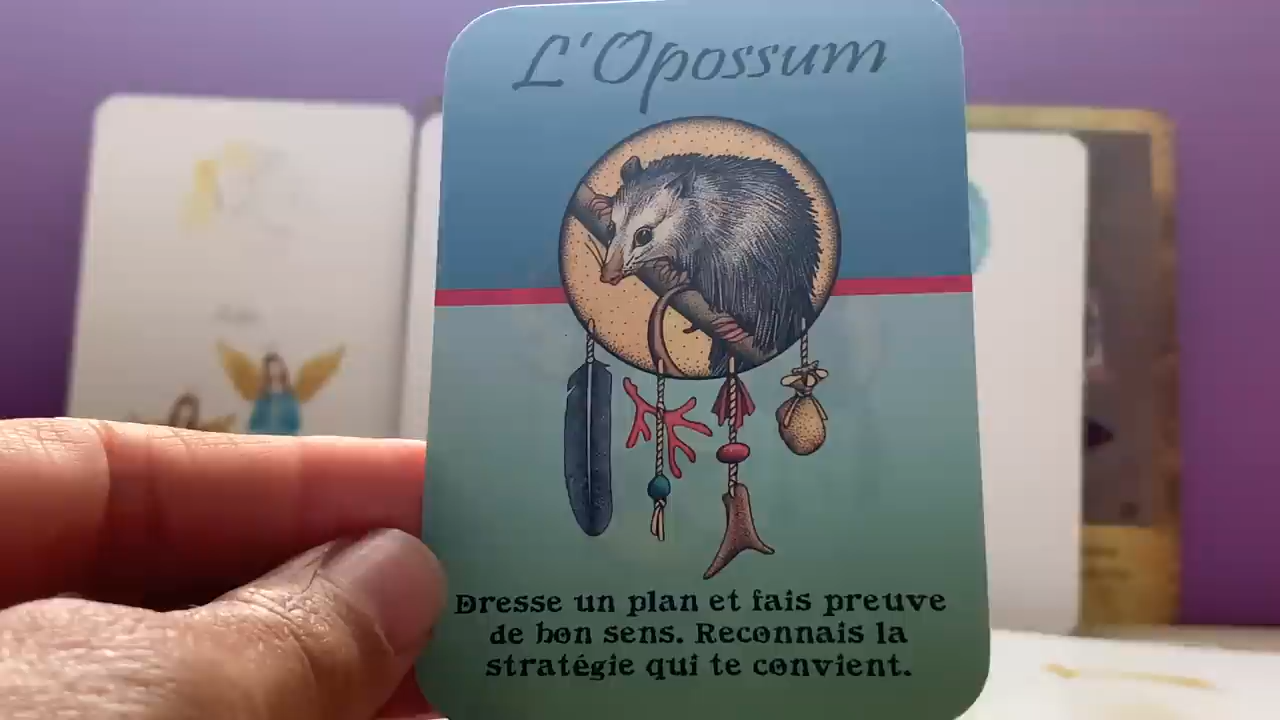 L'Opossum
Dresse un plan et fais preuve
de bon sens. Reconnais la
stratégie qui te convient.